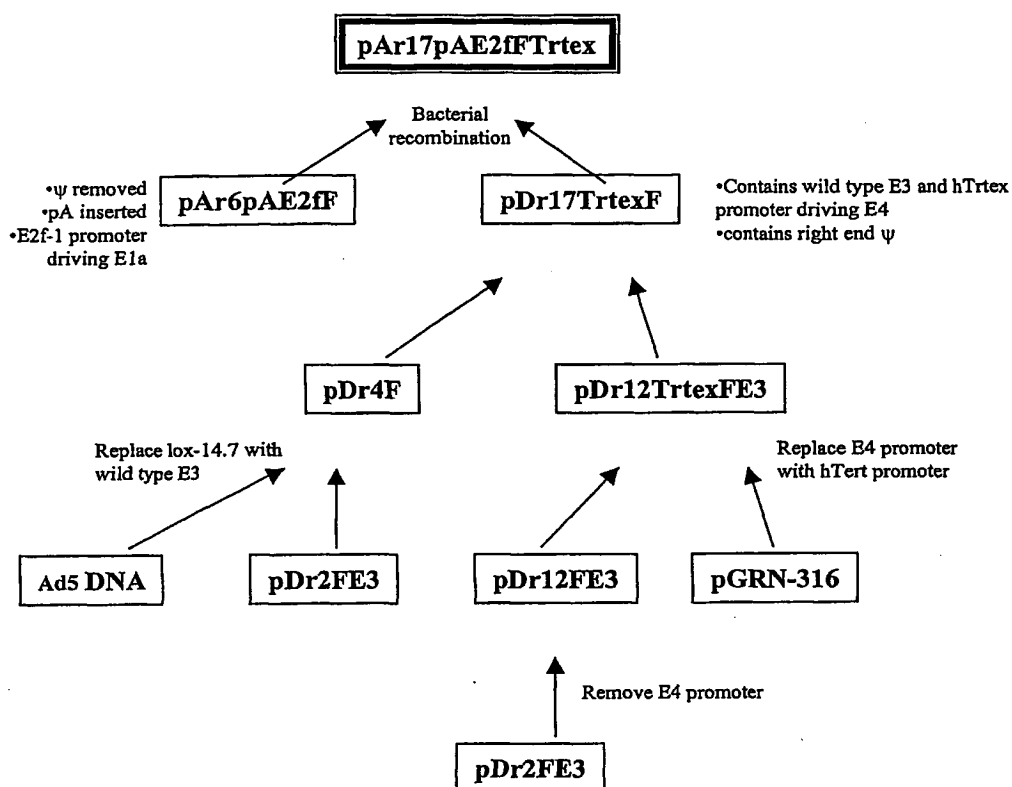 pAr17pAE2fFTrtex
Bacterial
recombination
•ψ removed
•pA inserted
•E2f-1 promoter
driving E1a
pAr6pAE2fF
pDr17TrtexF
•Contains wild type E3 and hTrtex
promoter driving E4
•contains right end ψ
pDr4F
pDr12TrtexFE3
Replace lox-14.7 with
wild type E3
Replace E4 promoter
with hTert promoter
Ad5 DNA
pDr2FE3
pDr12FE3
pGRN-316
Remove E4 promoter
pDr2FE3